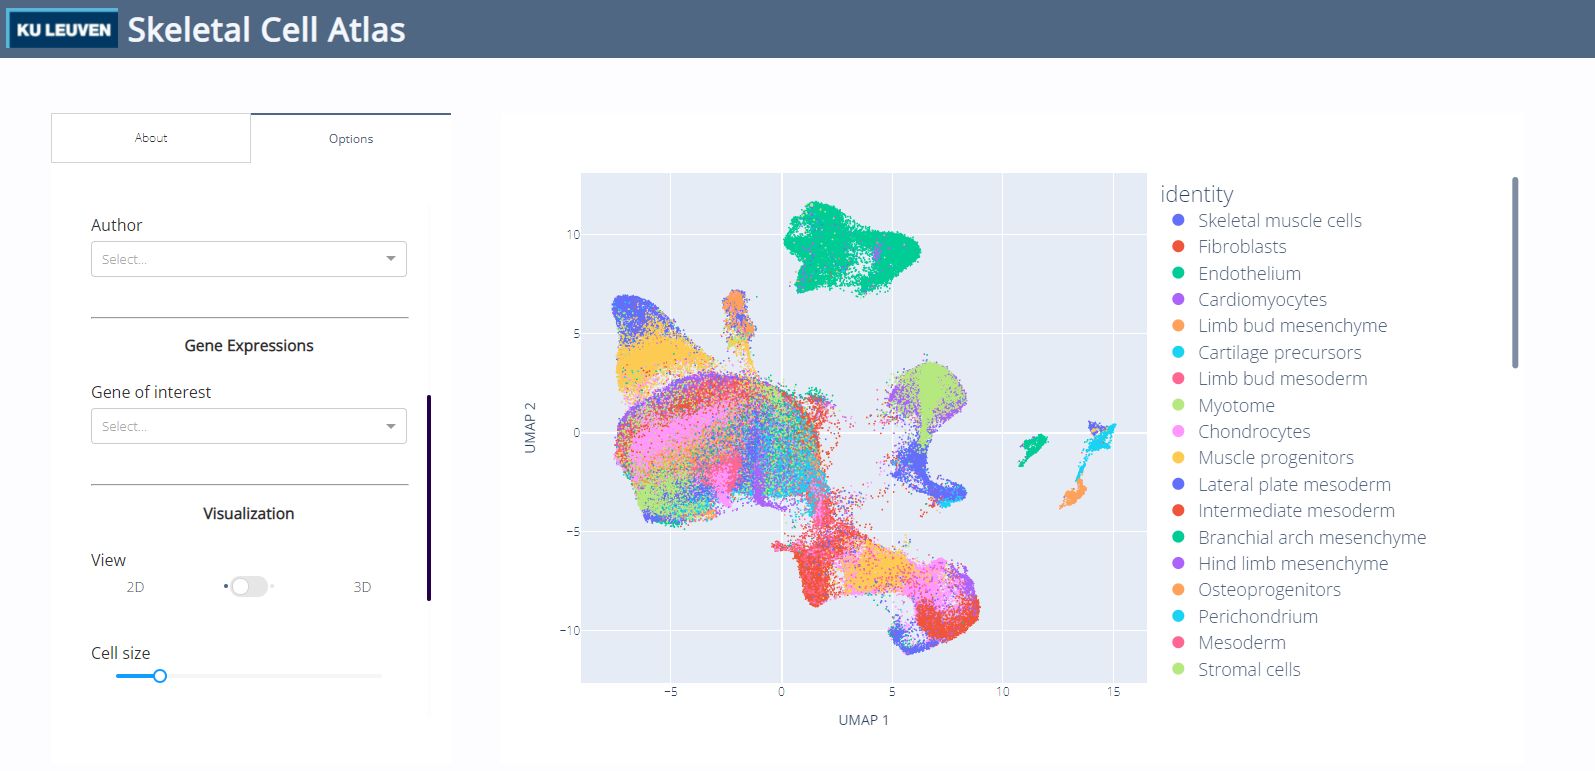 KU LEUVEN Skeletal Cell Atlas
About
Options
Author
Select...
Gene Expressions
Gene of interest
Select...
Visualization
View
2D
3D
Cell size
10
5
0
−5
−10
UMAP 2
−5
0
5
10
15
UMAP 1
identity
Skeletal muscle cells
Fibroblasts
Endothelium
Cardiomyocytes
Limb bud mesenchyme
Cartilage precursors
Limb bud mesoderm
Myotome
Chondrocytes
Muscle progenitors
Lateral plate mesoderm
Intermediate mesoderm
Branchial arch mesenchyme
Hind limb mesenchyme
Osteoprogenitors
Perichondrium
Mesoderm
Stromal cells